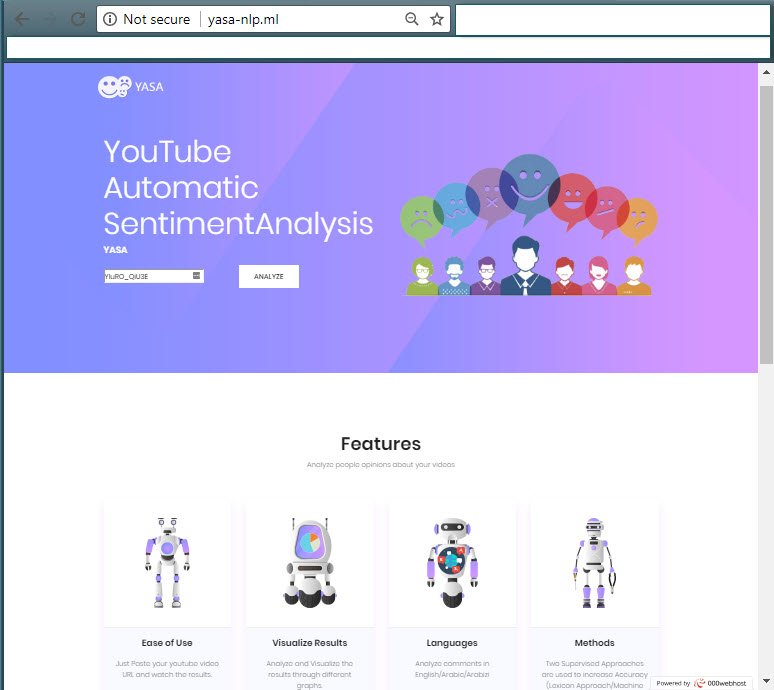 Not secure
yasa-nlp.ml
YASA
YouTube
Automatic
SentimentAnalysis
YASA
YIuRO_QiU3E
ANALYZE
Features
Analyze people opinions about your videos
Ease of Use
Just Paste your youtube video
URL and watch the results.
Visualize Results
Analyze and Visualize the
results through different
graphs.
Languages
Analyze comments in
English/Arabic/Arabizi
Methods
Two Supervised Approaches
are used to increase Accuracy
(Lexicon Approach/Machine
Powered by 000webhost